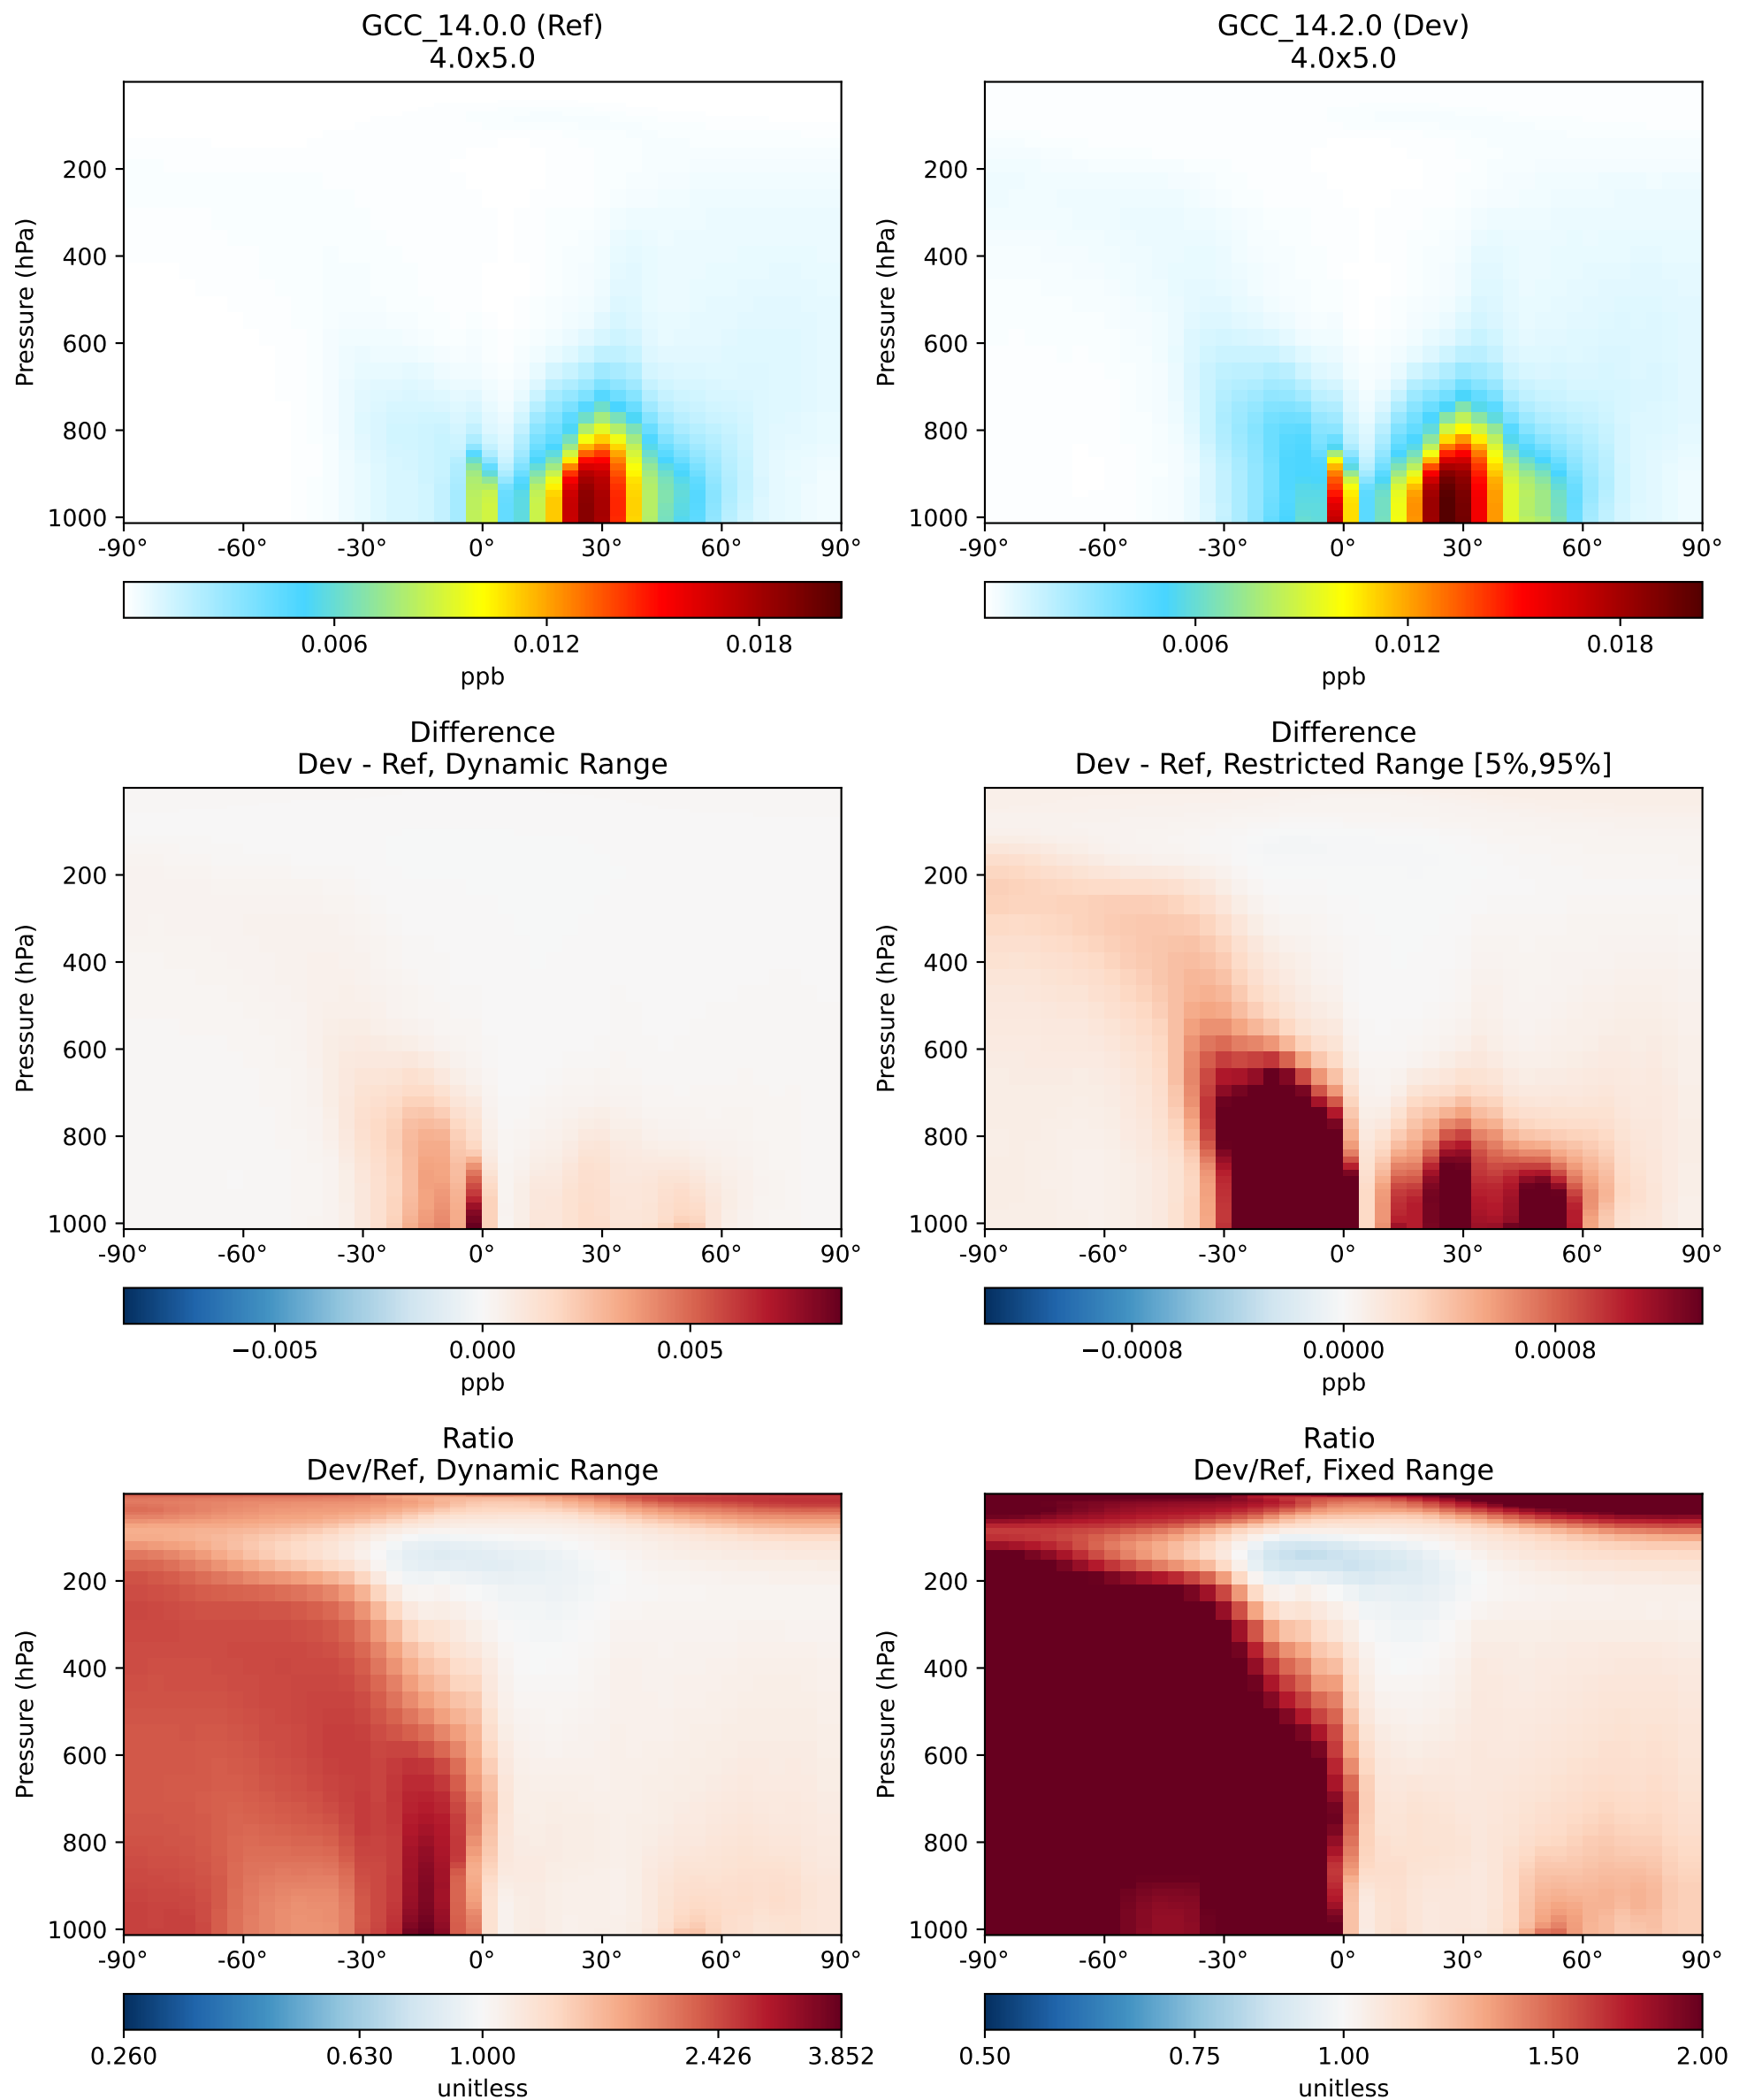 GCC_14.0.0 (Ref)
4.0x5.0
Pressure (hPa)
200
400
600
800
1000
-90° -60° -30° 0° 30° 60° 90°
0.006 0.012 0.018
ppb
GCC_14.2.0 (Dev)
4.0x5.0
Pressure (hPa)
200
400
600
800
1000
-90° -60° -30° 0° 30° 60° 90°
0.006 0.012 0.018
ppb
Difference
Dev - Ref, Dynamic Range
Pressure (hPa)
200
400
600
800
1000
-90° -60° -30° 0° 30° 60° 90°
−0.005 0.000 0.005
ppb
Difference
Dev - Ref, Restricted Range [5%,95%]
Pressure (hPa)
200
400
600
800
1000
-90° -60° -30° 0° 30° 60° 90°
−0.0008 0.0000 0.0008
ppb
Ratio
Dev/Ref, Dynamic Range
Pressure (hPa)
200
400
600
800
1000
-90° -60° -30° 0° 30° 60° 90°
0.260 0.630 1.000 2.426 3.852
unitless
Ratio
Dev/Ref, Fixed Range
Pressure (hPa)
200
400
600
800
1000
-90° -60° -30° 0° 30° 60° 90°
0.50 0.75 1.00 1.50 2.00
unitless